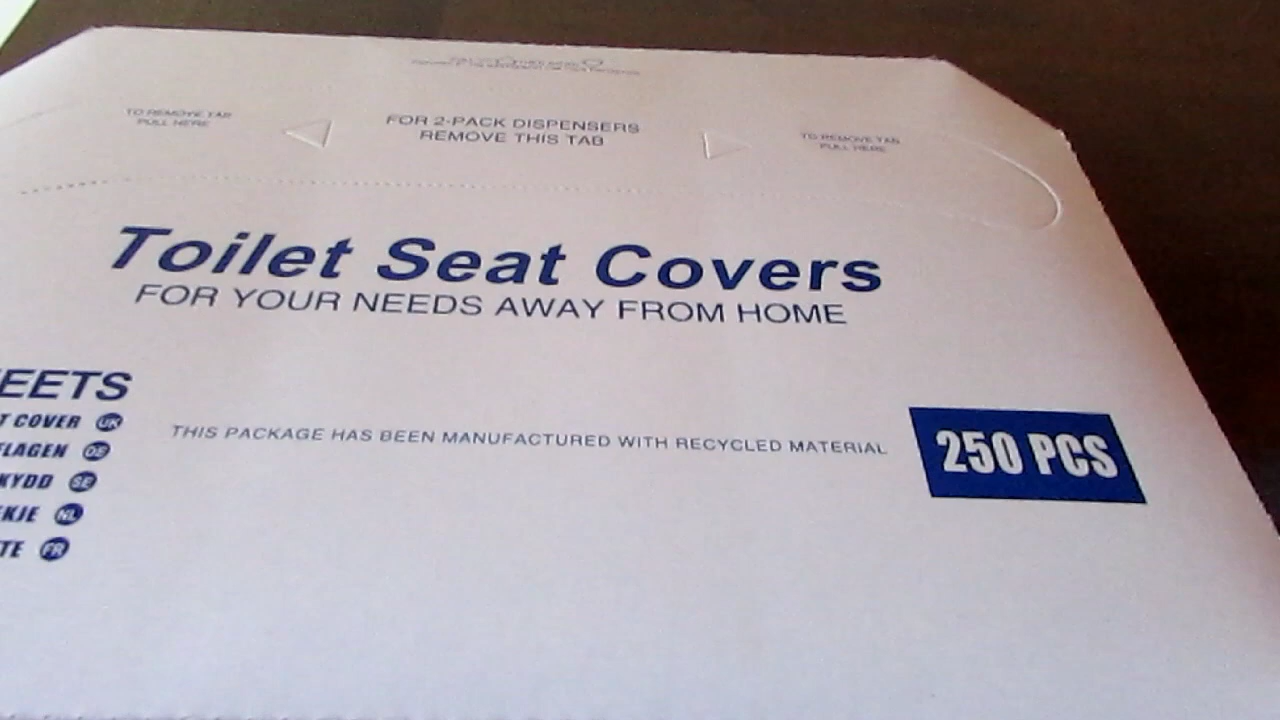 TO REMOVE TAB
PULL HERE
FOR 2-PACK DISPENSERS
REMOVE THIS TAB
TO REMOVE TAB
PULL HERE
Toilet Seat Covers
FOR YOUR NEEDS AWAY FROM HOME
EETS
T COVER UK
FLAGEN DE
KYDD SE
KJE NL
TE FR
THIS PACKAGE HAS BEEN MANUFACTURED WITH RECYCLED MATERIAL
250 PCS